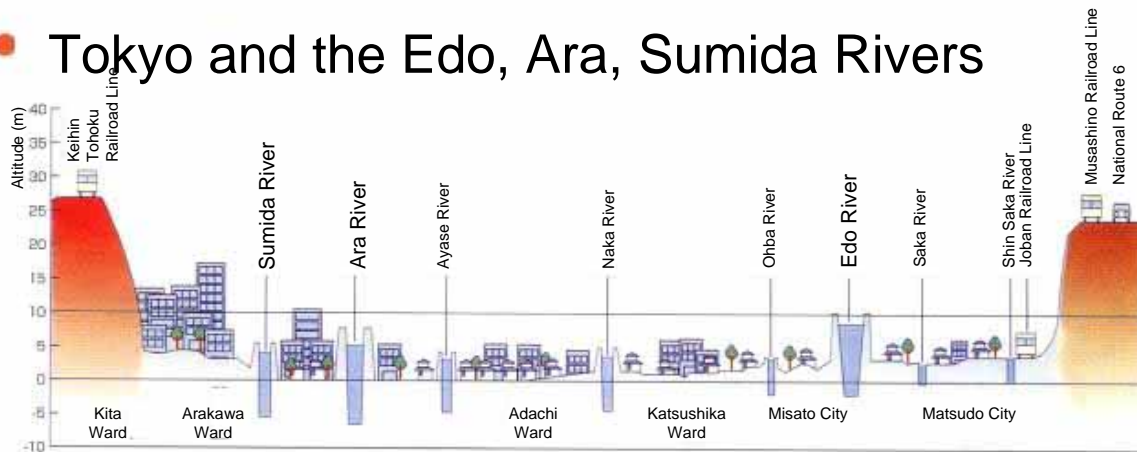 Tokyo and the Edo, Ara, Sumida Rivers
Altitude (m)
40
35
30
25
20
15
10
5
0
-5
-10
Keihin
Tohoku
Railroad Line
Sumida River
Ara River
Ayase River
Naka River
Ohba River
Edo River
Saka River
Shin Saka River
Joban Railroad Line
Musashino Railroad Line
National Route 6
Kita
Ward
Arakawa
Ward
Adachi
Ward
Katsushika
Ward
Misato City
Matsudo City